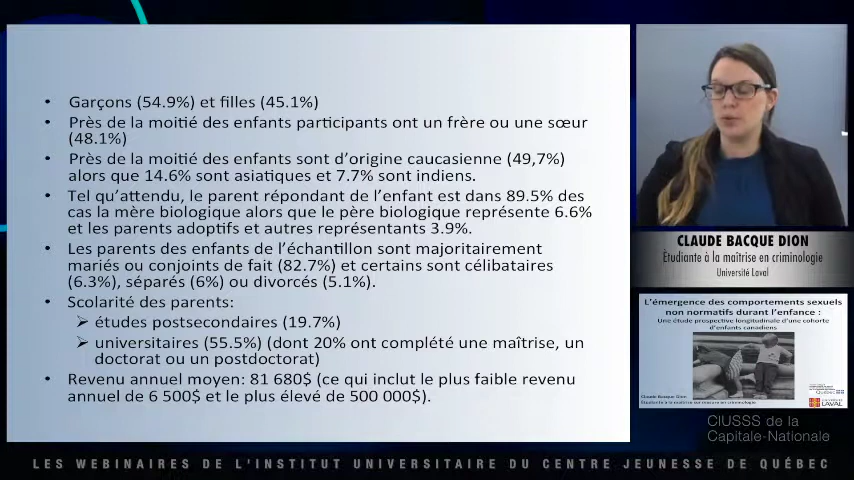 • Garçons (54.9%) et filles (45.1%)
• Près de la moitié des enfants participants ont un frère ou une sœur
(48.1%)
• Près de la moitié des enfants sont d'origine caucasienne (49,7%)
alors que 14.6% sont asiatiques et 7.7% sont indiens.
• Tel qu'attendu, le parent répondant de l'enfant est dans 89.5% des
cas la mère biologique alors que le père biologique représente 6.6%
et les parents adoptifs et autres représentants 3.9%.
• Les parents des enfants de l'échantillon sont majoritairement
mariés ou conjoints de fait (82.7%) et certains sont célibataires
(6.3%), séparés (6%) ou divorcés (5.1%).
• Scolarité des parents:
➢ études postsecondaires (19.7%)
➢ universitaires (55.5%) (dont 20% ont complété une maîtrise, un
doctorat ou un postdoctorat)
• Revenu annuel moyen: 81 680$ (ce qui inclut le plus faible revenu
annuel de 6 500$ et le plus élevé de 500 000$).
CLAUDE BACQUE DION
Étudiante à la maîtrise en criminologie
Université Laval
L'émergence des comportements sexuels
non normatifs durant l'enfance :
Une étude prospective longitudinale d'une cohorte
d'enfants canadiens
Claude Bacque Dion
UNIVERSITÉ
LAVAL
CIUSSS de la
Capitale-Nationale
LES WEBINAIRES DE L'INSTITUT UNIVERSITAIRE DU CENTRE JEUNESSE DE QUÉBEC